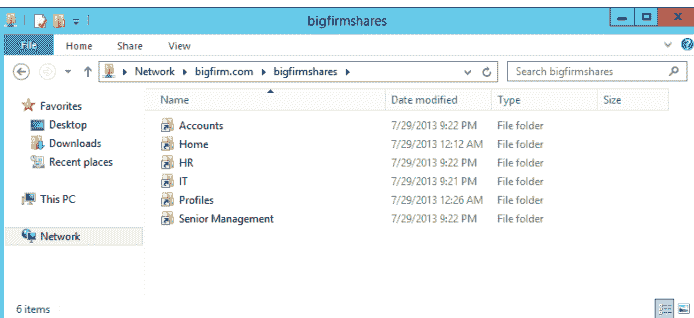 bigfirmshares
File Home Share View
Network bigfirm.com bigfirmshares Search bigfirmshares
Favorites
Desktop
Downloads
Recent places
This PC
Network
Name Date modified Type Size
Accounts 7/29/2013 9:22 PM File folder
Home 7/29/2013 12:12 AM File folder
HR 7/29/2013 9:22 PM File folder
IT 7/29/2013 9:21 PM File folder
Profiles 7/29/2013 12:26 AM File folder
Senior Management 7/29/2013 9:22 PM File folder
6 items